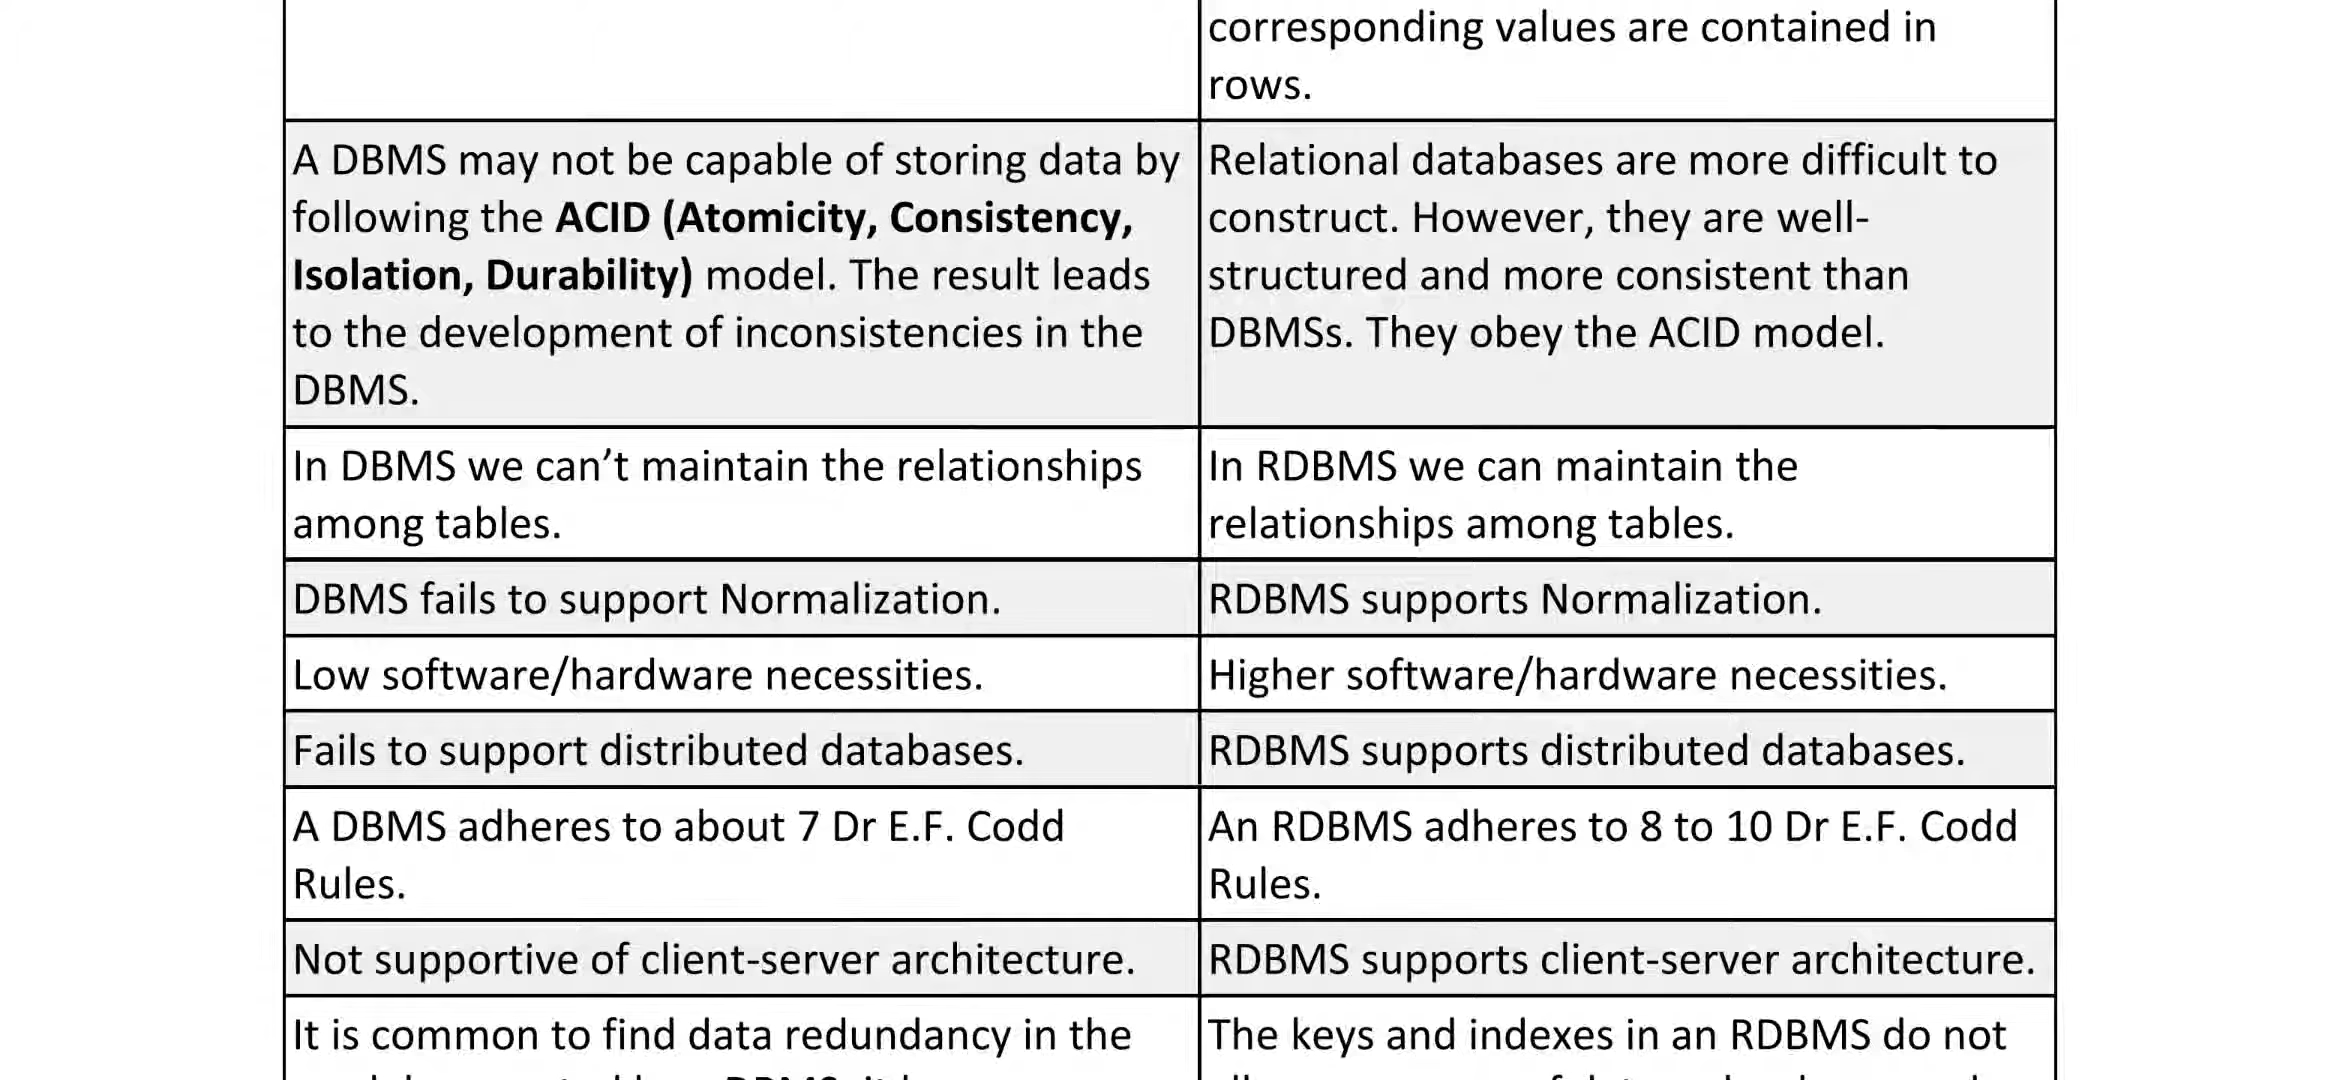 corresponding values are contained in
rows.
A DBMS may not be capable of storing data by
following the ACID (Atomicity, Consistency,
Isolation, Durability) model. The result leads
to the development of inconsistencies in the
DBMS.
Relational databases are more difficult to
construct. However, they are well-
structured and more consistent than
DBMSs. They obey the ACID model.
In DBMS we can’t maintain the relationships
among tables.
In RDBMS we can maintain the
relationships among tables.
DBMS fails to support Normalization.
RDBMS supports Normalization.
Low software/hardware necessities.
Higher software/hardware necessities.
Fails to support distributed databases.
RDBMS supports distributed databases.
A DBMS adheres to about 7 Dr E.F. Codd
Rules.
An RDBMS adheres to 8 to 10 Dr E.F. Codd
Rules.
Not supportive of client-server architecture.
RDBMS supports client-server architecture.
It is common to find data redundancy in the
The keys and indexes in an RDBMS do not